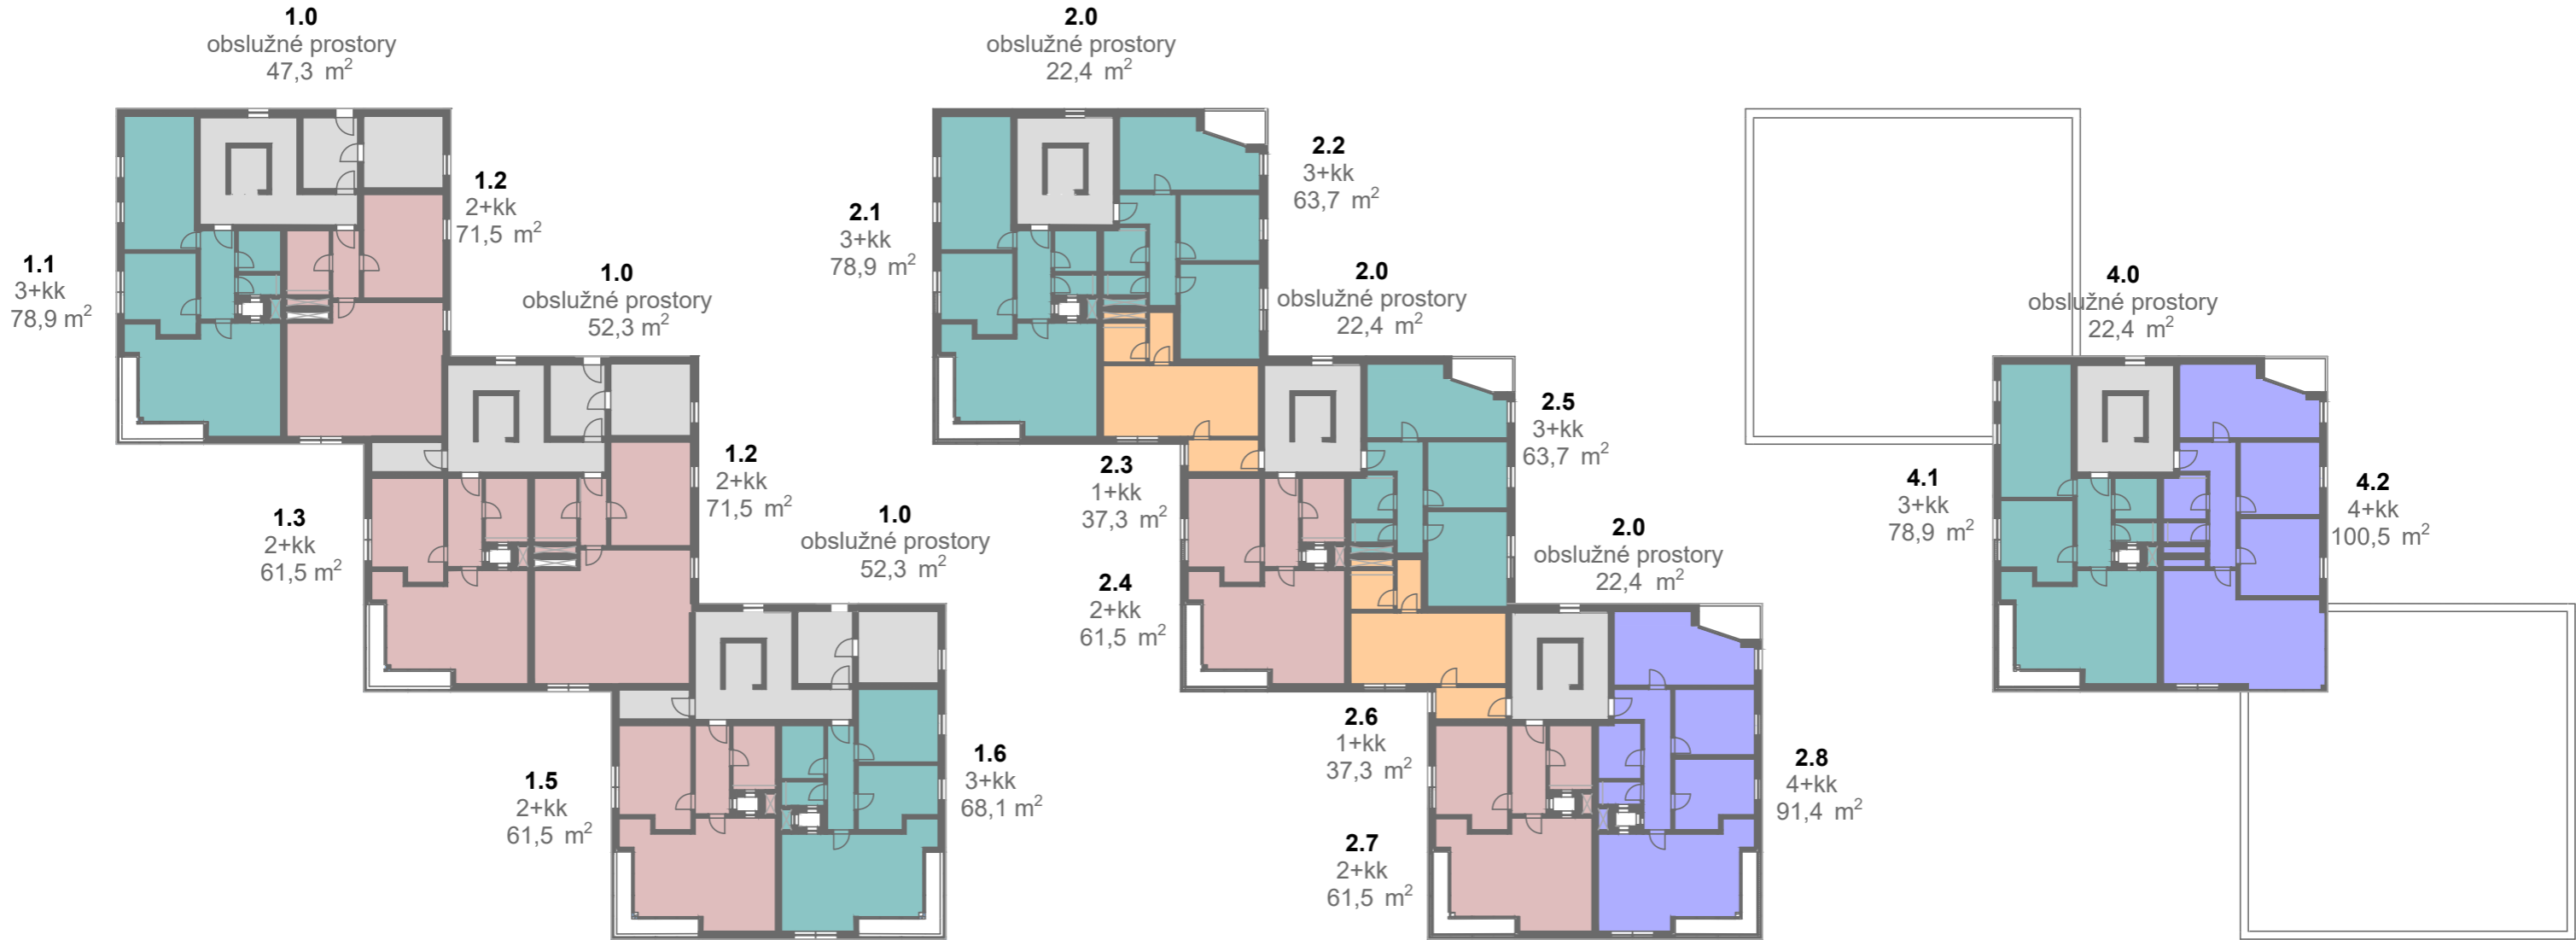 1.0
obslužné prostory
47,3 m²
1.1
3+kk
78,9 m²
1.2
2+kk
71,5 m²
1.0
obslužné prostory
52,3 m²
1.3
2+kk
61,5 m²
1.2
2+kk
71,5 m²
1.0
obslužné prostory
52,3 m²
1.5
2+kk
61,5 m²
1.6
3+kk
68,1 m²
2.0
obslužné prostory
22,4 m²
2.1
3+kk
78,9 m²
2.2
3+kk
63,7 m²
2.0
obslužné prostory
22,4 m²
2.3
1+kk
37,3 m²
2.4
2+kk
61,5 m²
2.5
3+kk
63,7 m²
2.0
obslužné prostory
22,4 m²
2.6
1+kk
37,3 m²
2.7
2+kk
61,5 m²
2.8
4+kk
91,4 m²
4.0
obslužné prostory
22,4 m²
4.1
3+kk
78,9 m²
4.2
4+kk
100,5 m²